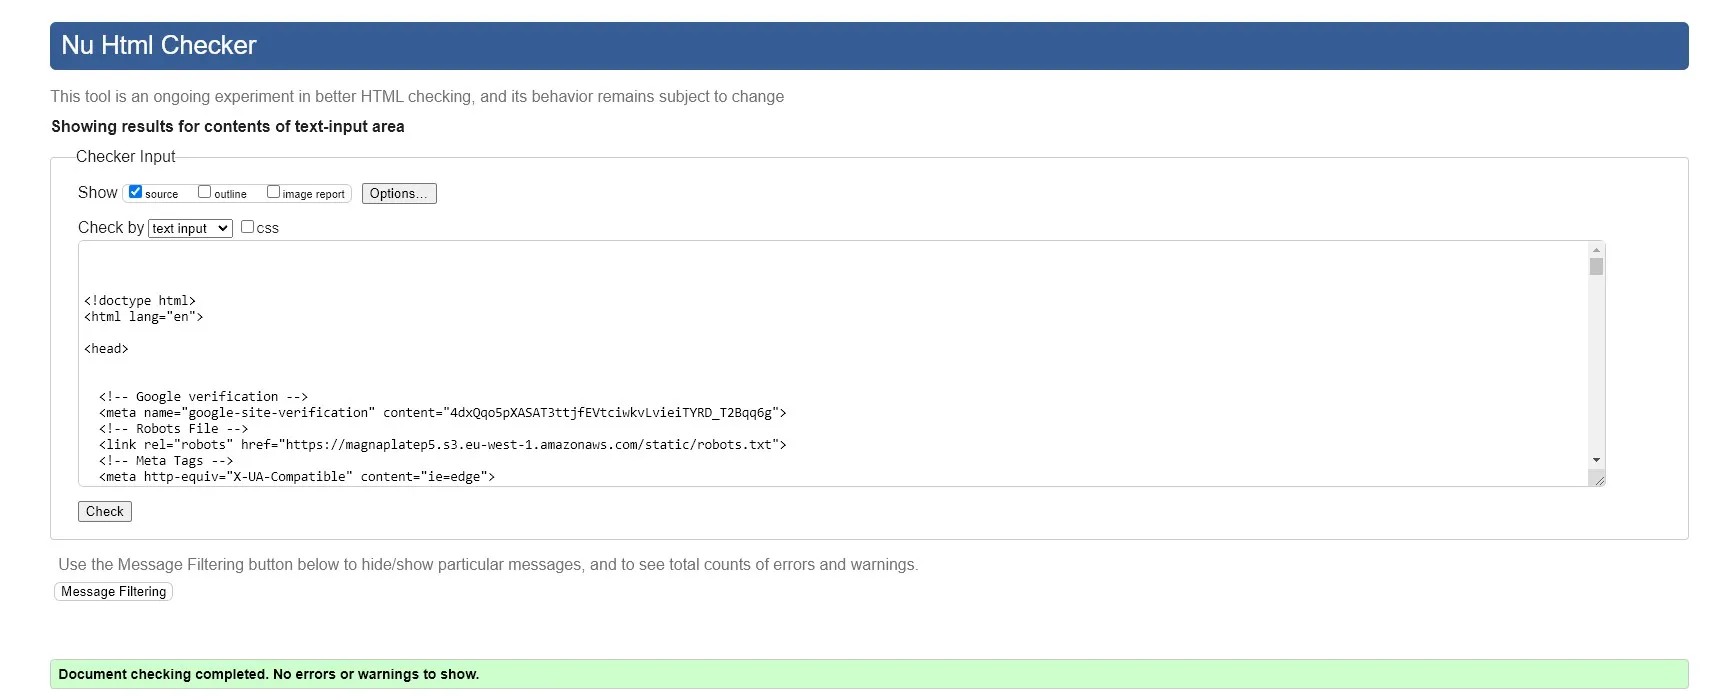 Nu Html Checker
This tool is an ongoing experiment in better HTML checking, and its behavior remains subject to change
Showing results for contents of text-input area
Checker Input
Show source outline image report Options...
Check by text input css
<!doctype html>
<html lang="en">
<head>
<!-- Google verification -->
<meta name="google-site-verification" content="4dxQqo5pXASAT3ttjfEVtciwkvLvieiTYRD_T2Bqq6g">
<!-- Robots File -->
<link rel="robots" href="https://magnaplatep5.s3.eu-west-1.amazonaws.com/static/robots.txt">
<!-- Meta Tags -->
<meta http-equiv="X-UA-Compatible" content="ie=edge">
Check
Use the Message Filtering button below to hide/show particular messages, and to see total counts of errors and warnings.
Message Filtering
Document checking completed. No errors or warnings to show.